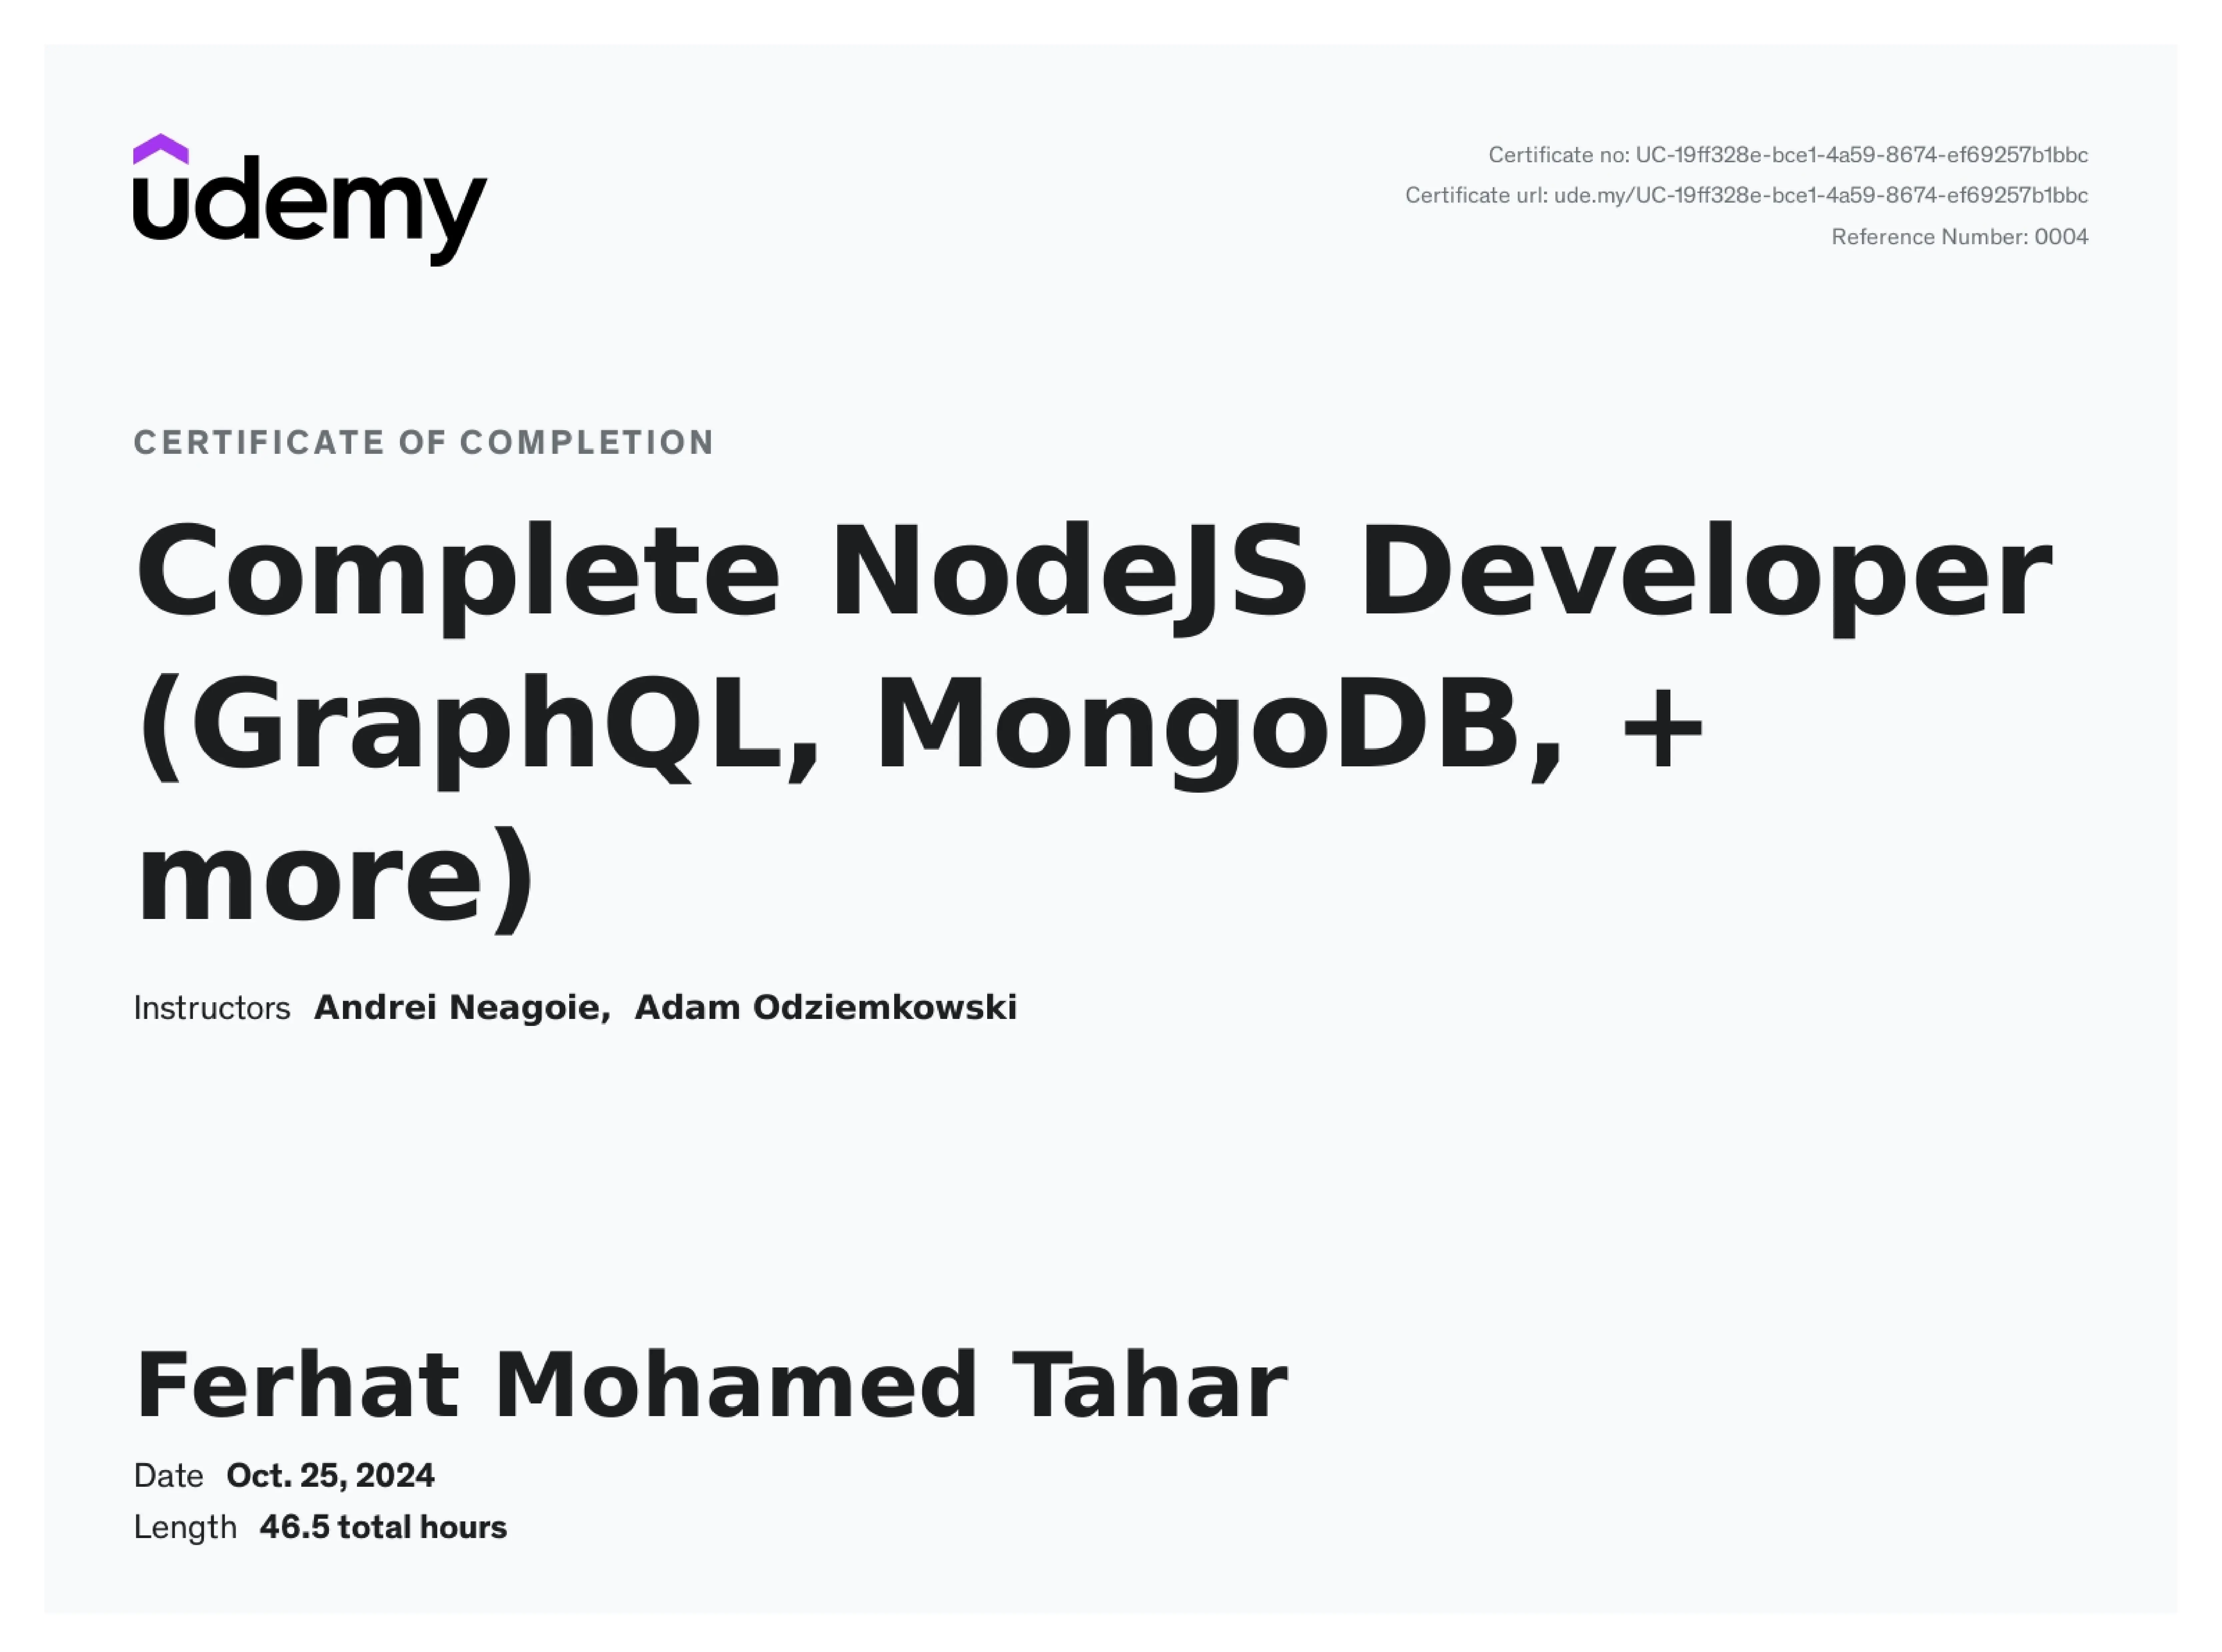 udemy
Certificate no: UC-19ff328e-bce1-4a59-8674-ef69257b1bbc
Certificate url: ude.my/UC-19ff328e-bce1-4a59-8674-ef69257b1bbc
Reference Number: 0004
CERTIFICATE OF COMPLETION
Complete NodeJS Developer
(GraphQL, MongoDB, +
more)
Instructors Andrei Neagoie, Adam Odziemkowski
Ferhat Mohamed Tahar
Date Oct. 25, 2024
Length 46.5 total hours